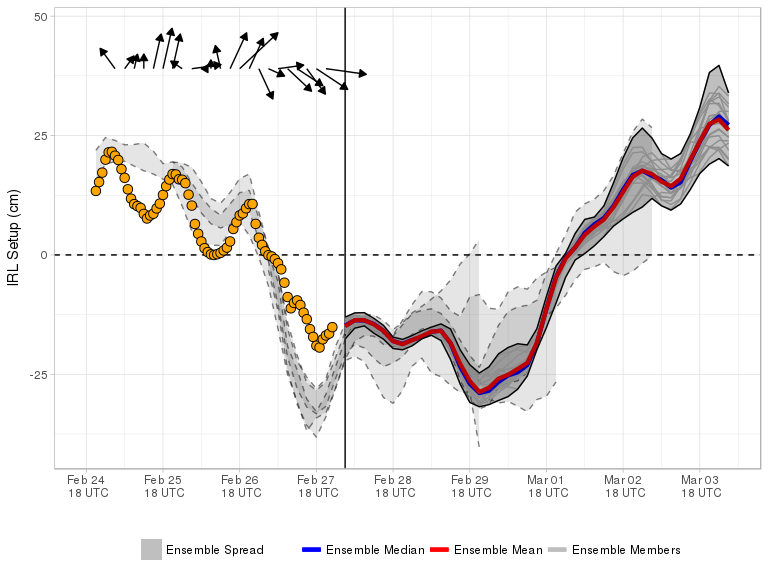 50
25
0
-25
IRL Setup (cm)
Feb 24 Feb 25 Feb 26 Feb 27 Feb 28 Feb 29 Mar 01 Mar 02 Mar 03
18 UTC 18 UTC 18 UTC 18 UTC 18 UTC 18 UTC 18 UTC 18 UTC 18 UTC
Ensemble Spread Ensemble Median Ensemble Mean Ensemble Members